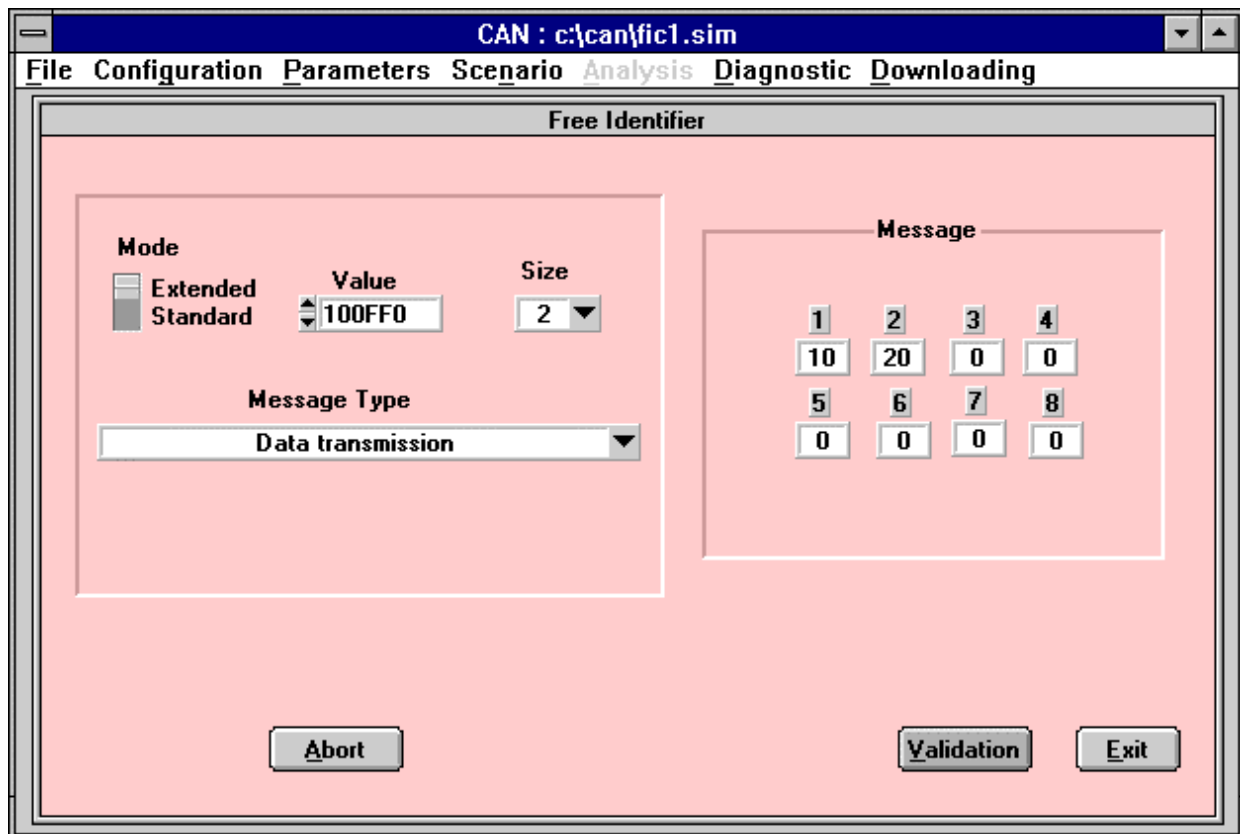 CAN : c:\can\fic1.sim
File Configuration Parameters Scenario Analysis Diagnostic Downloading
Free Identifier
Mode
Extended
Standard
Value
100FF0
Size
2
Message Type
Data transmission
Message
1 2 3 4
10 20 0 0
5 6 7 8
0 0 0 0
Abort
Validation
Exit